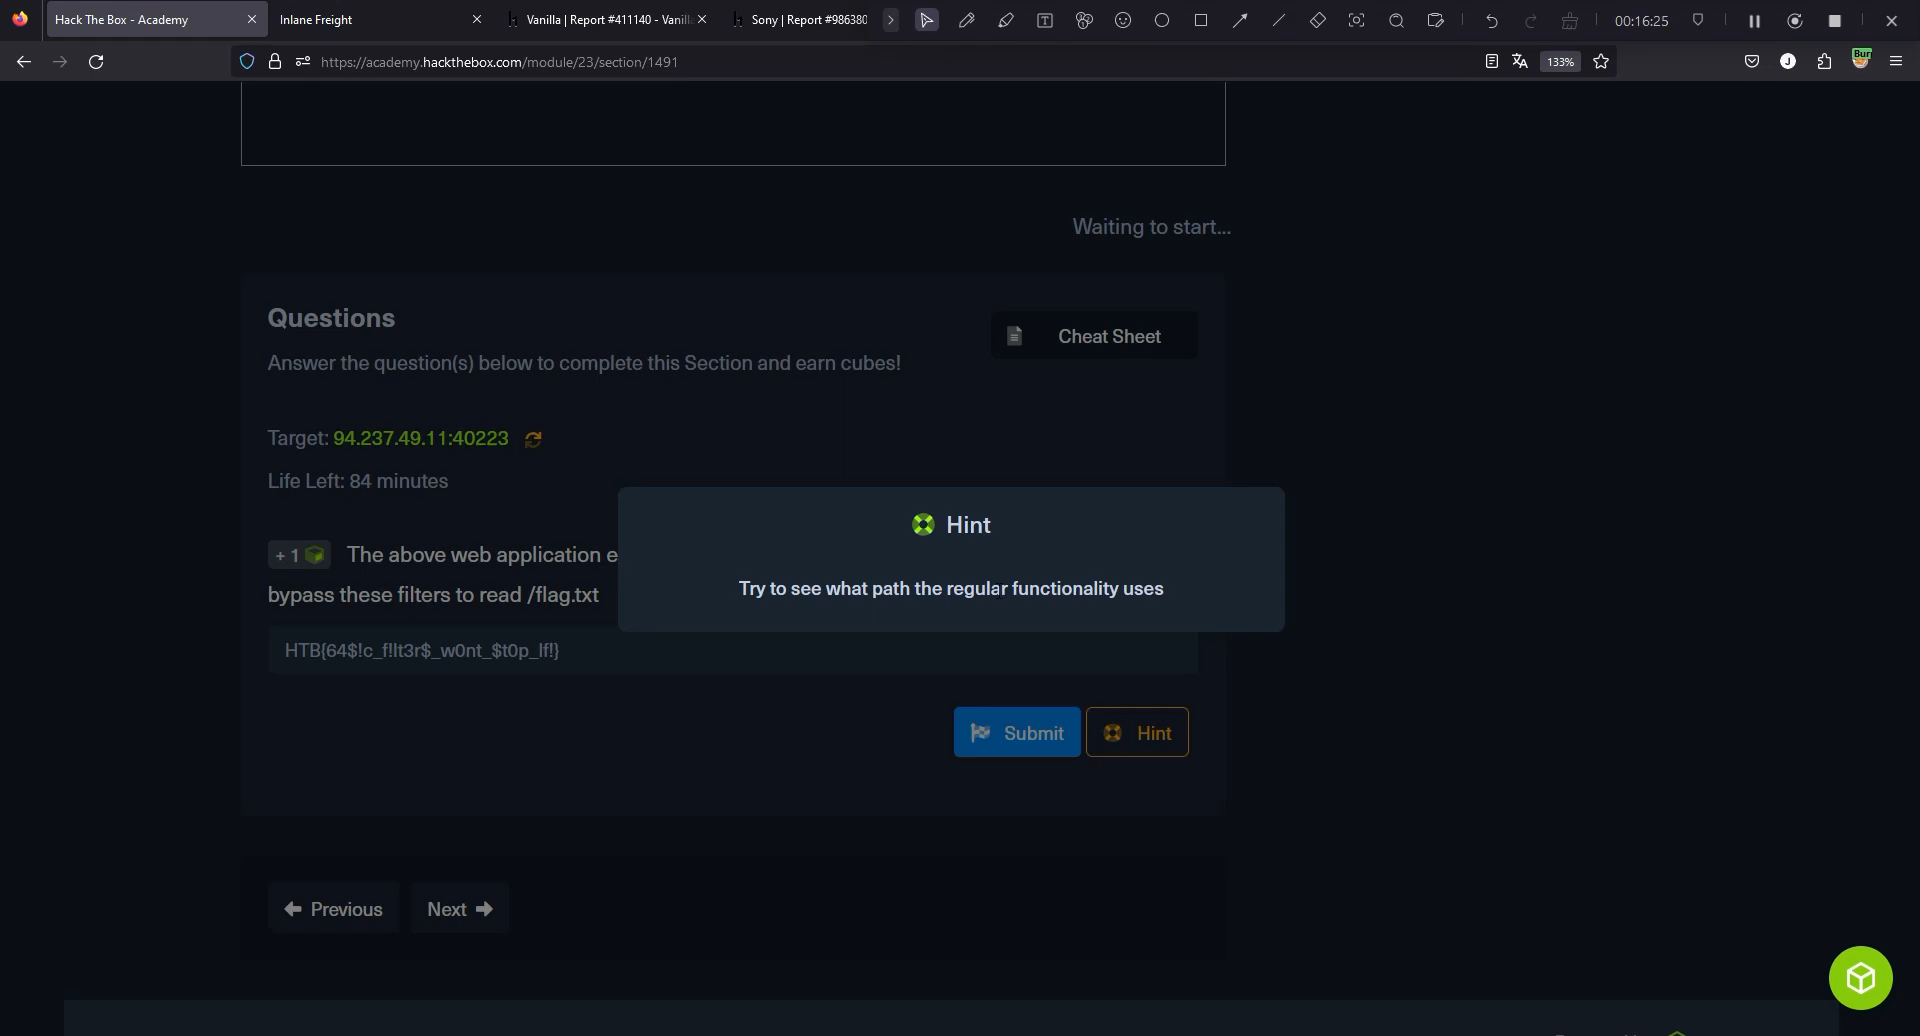 Hack The Box - Academy
Inlane Freight
Vanilla | Report #411140 - Vanill
Sony | Report #986380
00:16:25
https://academy.hackthebox.com/module/23/section/1491
133%
Waiting to start...
Questions
Cheat Sheet
Answer the question(s) below to complete this Section and earn cubes!
Target: 94.237.49.11:40223
Life Left: 84 minutes
Hint
+ 1 The above web application e
Try to see what path the regular functionality uses
bypass these filters to read /flag.txt
HTB{64$!c_f!lt3r$_w0nt_$t0p_lf!}
Submit
Hint
Previous
Next